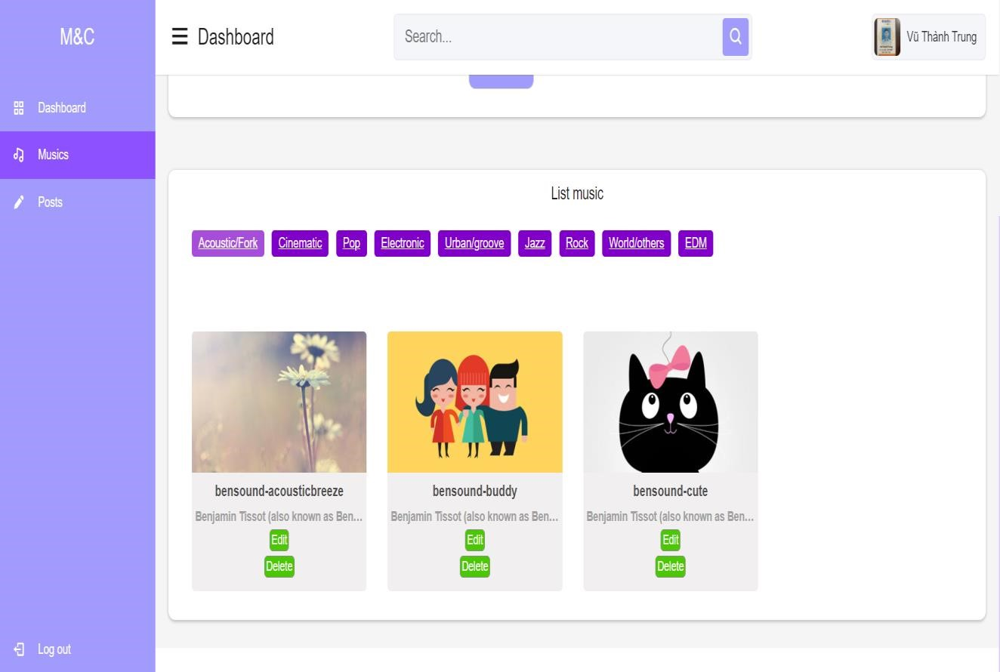 M&C
Dashboard
Search...
Vũ Thành Trung
Dashboard
Musics
Posts
List music
Acoustic/Fork Cinematic Pop Electronic Urban/groove Jazz Rock World/others EDM
bensound-acousticbreeze
Benjamin Tissot (also known as Ben...
Edit
Delete
bensound-buddy
Benjamin Tissot (also known as Ben...
Edit
Delete
bensound-cute
Benjamin Tissot (also known as Ben...
Edit
Delete
Log out